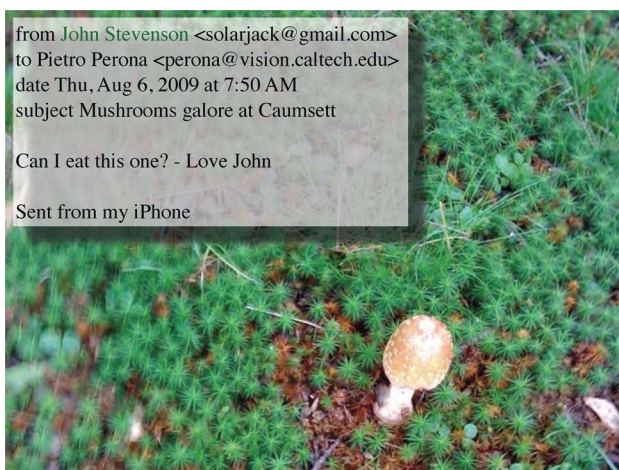 from John Stevenson <solarjack@gmail.com>
to Pietro Perona <perona@vision.caltech.edu>
date Thu, Aug 6, 2009 at 7:50 AM
subject Mushrooms galore at Caumsett
Can I eat this one? - Love John
Sent from my iPhone